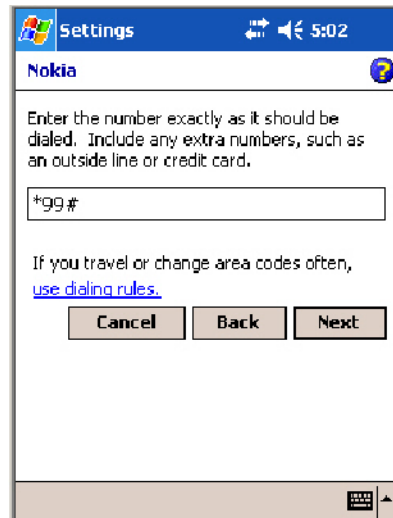 Settings 5:02
Nokia ?
Enter the number exactly as it should be
dialed. Include any extra numbers, such as
an outside line or credit card.
*99#
If you travel or change area codes often,
use dialing rules.
Cancel Back Next